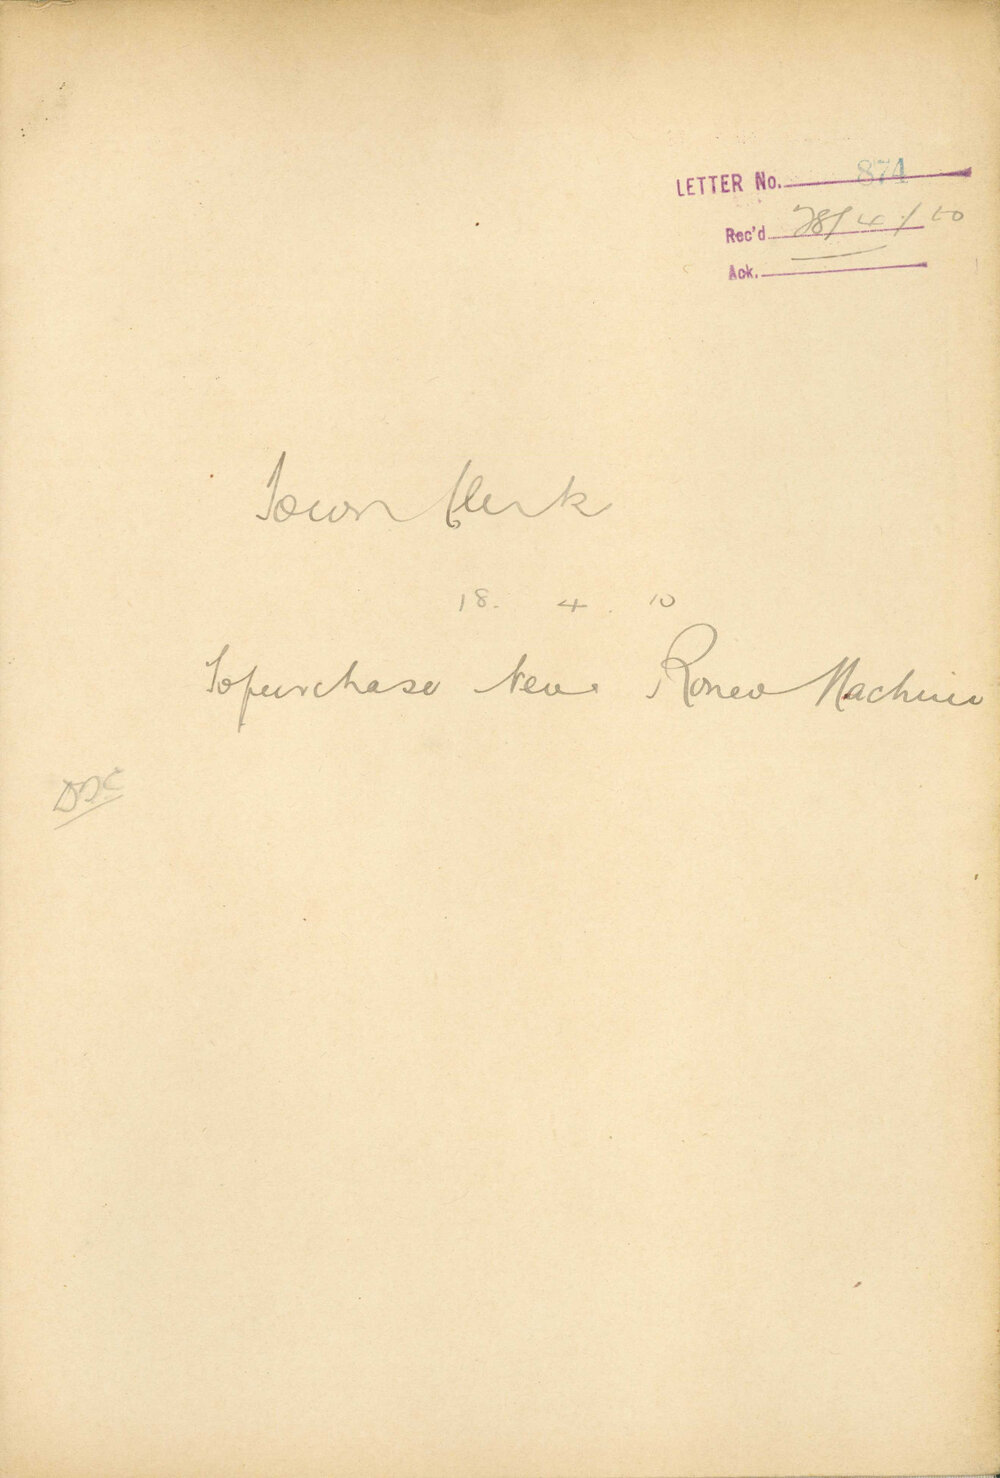 LETTER No. 874
Rec'd 28/4/10
Ack.
Town Clerk
18. 4. 10
To purchase New Roneo Machine